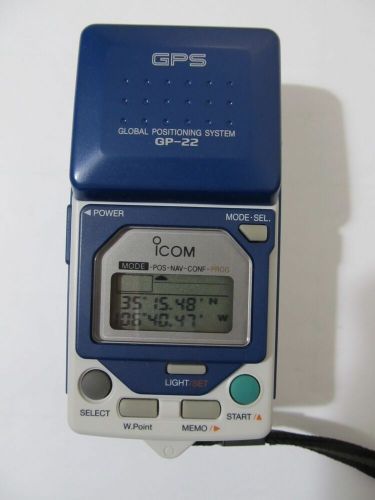 GPS
GLOBAL POSITIONING SYSTEM
GP-22
◀POWER
MODE·SEL.
ICOM
MODE -POS-NAV-CONF-PROG
35°15.48' N
106°40.47' W
LIGHT/SET
SELECT
W.Point
MEMO/▶
START/▲